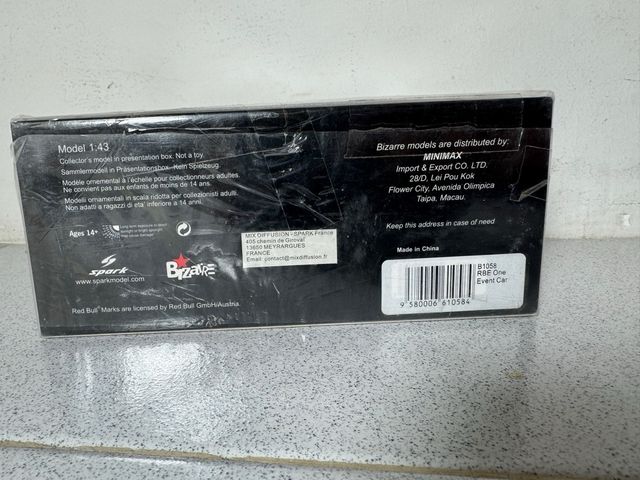 Model 1:43
Collector's model in presentation box. Not a toy.
Sammlermodell in Präsentationsbox. Kein Spielzeug.
Modèle ornamental à l'échelle pour collectionneurs adultes.
Ne convient pas aux enfants de moins de 14 ans.
Modelli ornamentali in scala ridotta per collezionisti adulti.
Non adatti a ragazzi di eta' inferiore a 14 anni.
Ages 14+
spark
www.sparkmodel.com
Bizarre
Red Bull® Marks are licensed by Red Bull GmbH/Austria.
MIX DIFFUSION - SPARK France
405 chemin de Giroval
13650 MEYRARGUES
FRANCE
Email: contact@mixdiffusion.fr
Bizarre models are distributed by:
MINIMAX
Import & Export CO. LTD.
28/D, Lei Pou Kok
Flower City, Avenida Olimpica
Taipa, Macau.
Keep this address in case of need
Made in China
B1058
RBE One
Event Car
9 580006 610584